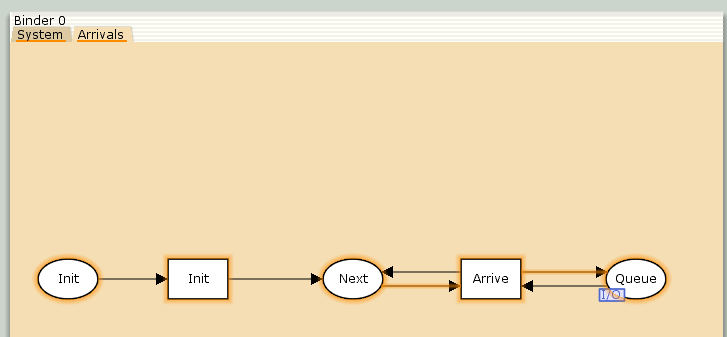 Binder 0
System Arrivals
Init Init Next Arrive Queue
I/O